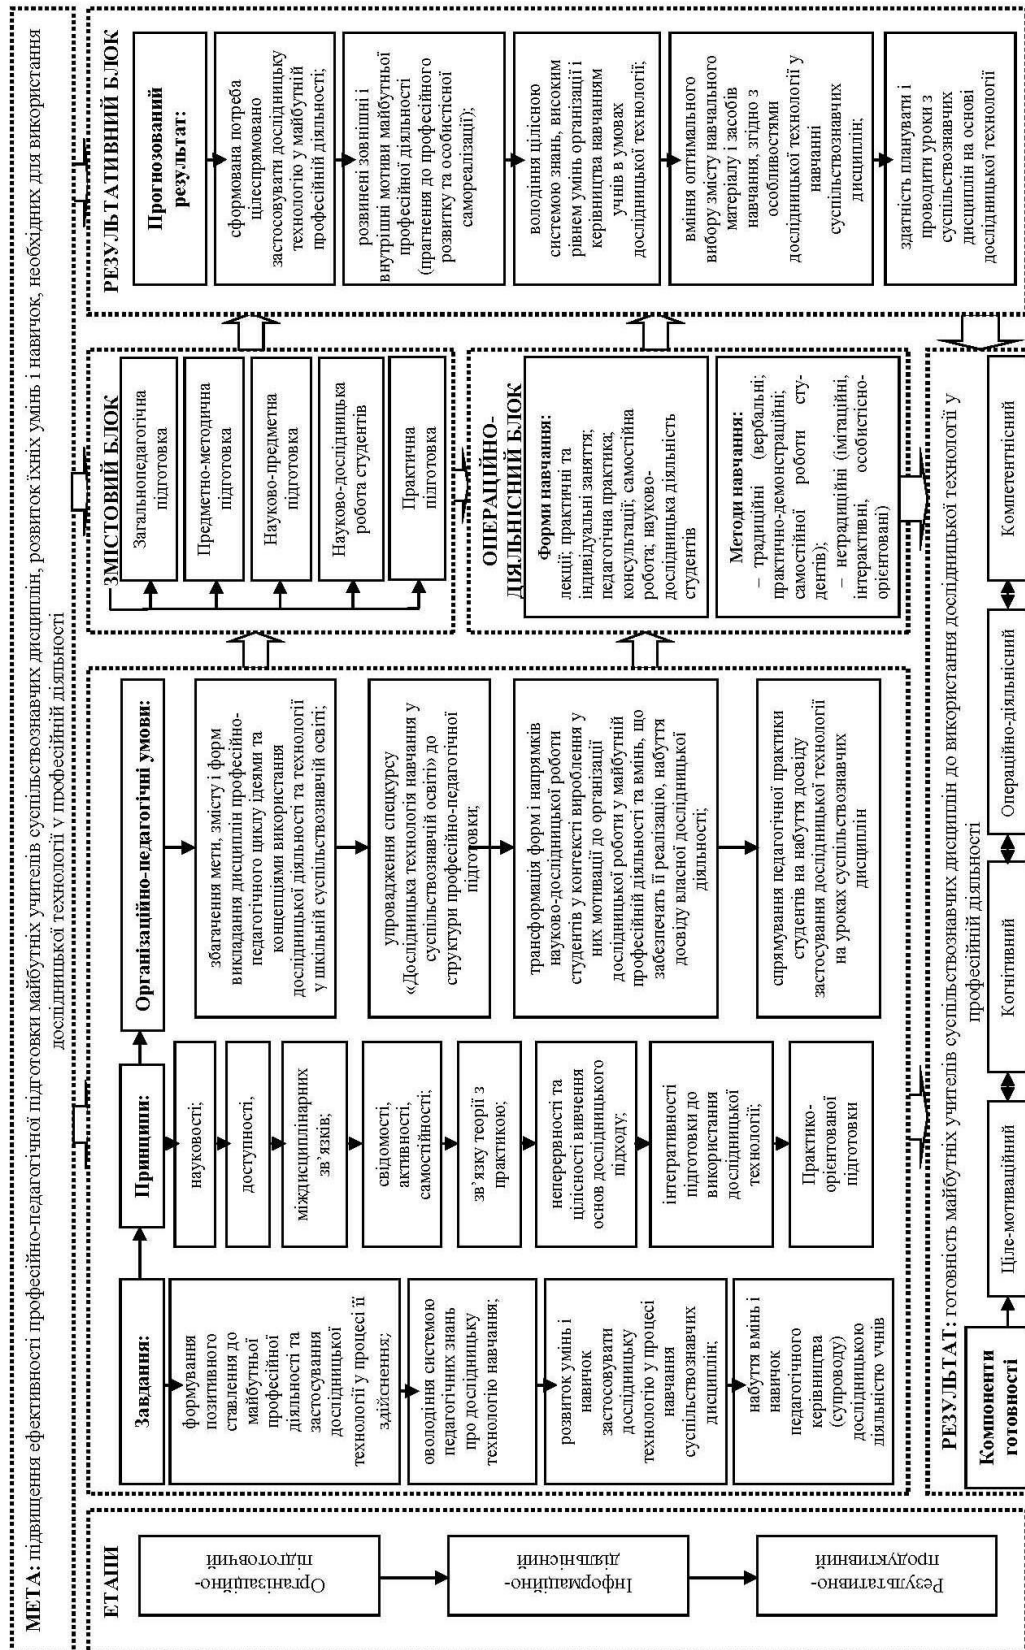 МЕТА: підвищення ефективності професійно-педагогічної підготовки майбутніх учителів суспільствознавчих дисциплін, розвиток їхніх умінь і навичок, необхідних для використання
дослідницької технології у професійній діяльності
ЕТАПИ
Організаційно-
підготовчий
Інформаційно-
діяльнісний
Результативно-
продуктивний
Завдання:
формування
позитивного
ставлення до
майбутньої
професійної
діяльності та
застосування
дослідницької
технології у процесі її
здійснення;
оволодіння системою
педагогічних знань
про дослідницьку
технологію навчання;
розвиток умінь і
навичок
застосовувати
дослідницьку
технологію у процесі
навчання
суспільствознавчих
дисциплін;
набуття вмінь і
навичок
педагогічного
керівництва
(супроводу)
дослідницькою
діяльністю учнів
Принципи:
науковості;
доступності,
міждисциплінарних
зв’язків;
свідомості,
активності,
самостійності;
зв’язку теорії з
практикою;
неперервності та
цілісності вивчення
основ дослідницького
підходу;
інтегративності
підготовки до
використання
дослідницької
технології;
Практико-
орієнтованої
підготовки
Організаційно-педагогічні умови:
збагачення мети, змісту і форм
викладання дисциплін професійно-
педагогічного циклу ідеями та
концепціями використання
дослідницької діяльності та технології
у шкільній суспільствознавчій освіті;
упровадження спецкурсу
«Дослідницька технологія навчання у
суспільствознавчій освіті» до
структури професійно-педагогічної
підготовки;
трансформація форм і напрямків
науково-дослідницької роботи
студентів у контексті вироблення у
них мотивації до організації
дослідницької роботи у майбутній
професійній діяльності та вмінь, що
забезпечать її реалізацію, набуття
досвіду власної дослідницької
діяльності;
спрямування педагогічної практики
студентів на набуття досвіду
застосування дослідницької технології
на уроках суспільствознавчих
дисциплін
ЗМІСТОВИЙ БЛОК
Загальнопедагогічна
підготовка
Предметно-методична
підготовка
Науково-предметна
підготовка
Науково-дослідницька
робота студентів
Практична
підготовка
ОПЕРАЦІЙНО-
ДІЯЛЬНІСНИЙ БЛОК
Форми навчання:
лекції; практичні та
індивідуальні заняття;
педагогічна практика;
консультації; самостійна
робота; науково-
дослідницька діяльність
студентів
Методи навчання:
– традиційні (вербальні;
практично-демонстраційні;
самостійної роботи сту-
дентів);
– нетрадиційні (імітаційні,
інтерактивні, особистісно-
орієнтовані)
РЕЗУЛЬТАТИВНИЙ БЛОК
Прогнозований
результат:
сформована потреба
цілеспрямовано
застосовувати дослідницьку
технологію у майбутній
професійній діяльності;
розвинені зовнішні і
внутрішні мотиви майбутньої
професійної діяльності
(прагнення до професійного
розвитку та особистісної
самореалізації);
володіння цілісною
системою знань, високим
рівнем умінь організації і
керівництва навчанням
учнів в умовах
дослідницької технології;
вміння оптимального
вибору змісту навчального
матеріалу і засобів
навчання, згідно з
особливостями
дослідницької технології у
навчанні
суспільствознавчих
дисциплін;
здатність планувати і
проводити уроки з
суспільствознавчих
дисциплін на основі
дослідницької технології
РЕЗУЛЬТАТ: готовність майбутніх учителів суспільствознавчих дисциплін до використання дослідницької технології у
професійній діяльності
Компоненти
готовності
Ціле-мотиваційний
Когнітивний
Операційно-діяльнісний
Компетентнісний